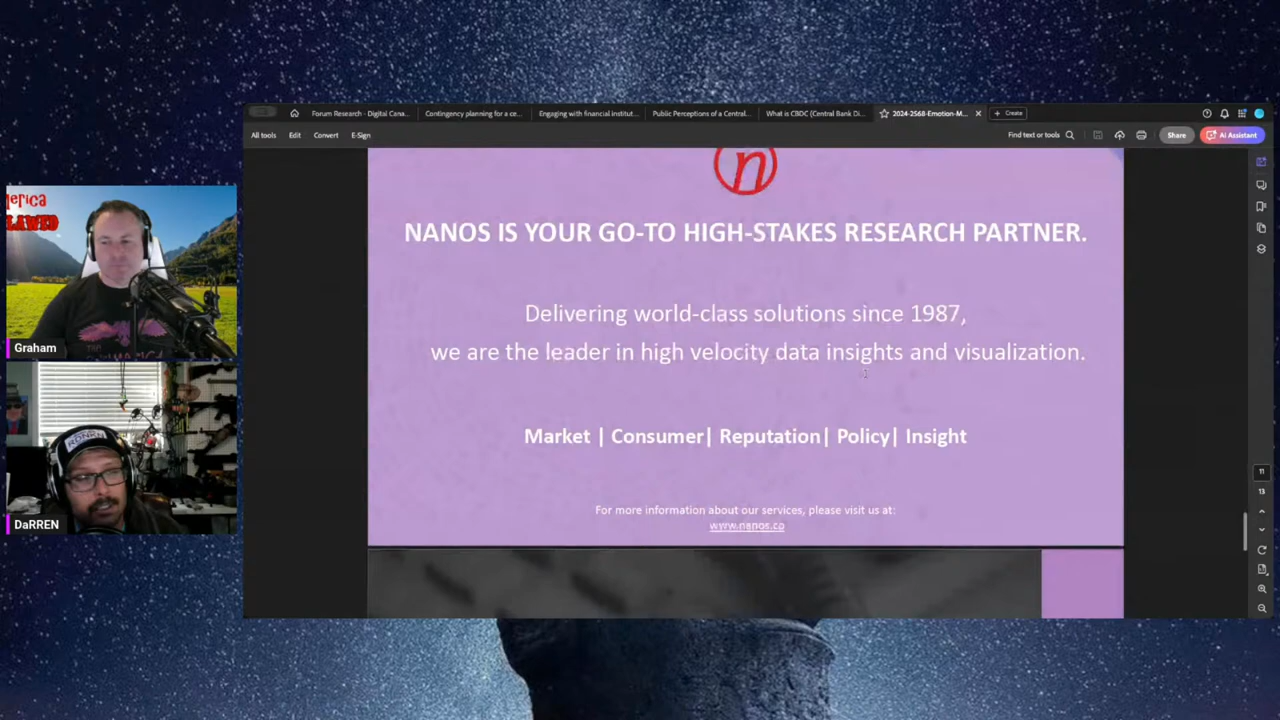 Forum Research - Digital Cana...
Contingency planning for a ce...
Engaging with financial institut...
Public Perceptions of a Central...
What is CBDC (Central Bank Di...
2024-2568-Emotion-M...
Create
All tools
Edit
Convert
E-Sign
Find text or tools
Share
AI Assistant
n
NANOS IS YOUR GO-TO HIGH-STAKES RESEARCH PARTNER.
Delivering world-class solutions since 1987,
we are the leader in high velocity data insights and visualization.
Market | Consumer| Reputation| Policy| Insight
For more information about our services, please visit us at:
www.nanos.co
11
13
Graham
DaRREN